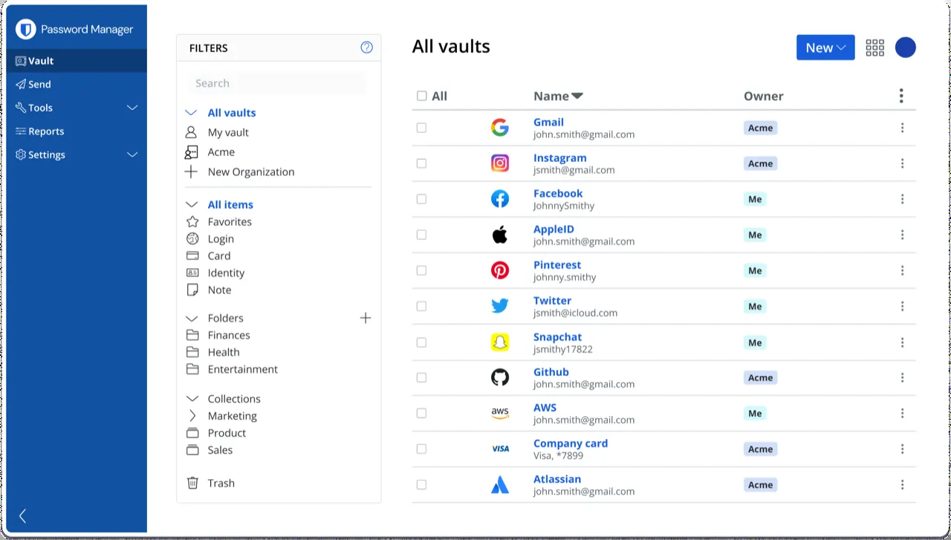 Password Manager
Vault
Send
Tools
Reports
Settings
FILTERS
Search
All vaults
My vault
Acme
New Organization
All items
Favorites
Login
Card
Identity
Note
Folders
Finances
Health
Entertainment
Collections
Marketing
Product
Sales
Trash
All vaults
New
All Name Owner
Gmail
john.smith@gmail.com
Acme
Instagram
jsmith@gmail.com
Acme
Facebook
JohnnySmithy
Me
AppleID
john.smith@gmail.com
Me
Pinterest
johnny.smithy
Me
Twitter
jsmith@icloud.com
Me
Snapchat
jsmithy17822
Me
Github
john.smith@gmail.com
Acme
aws
AWS
john.smith@gmail.com
Me
VISA
Company card
Visa, *7899
Acme
Atlassian
john.smith@gmail.com
Acme